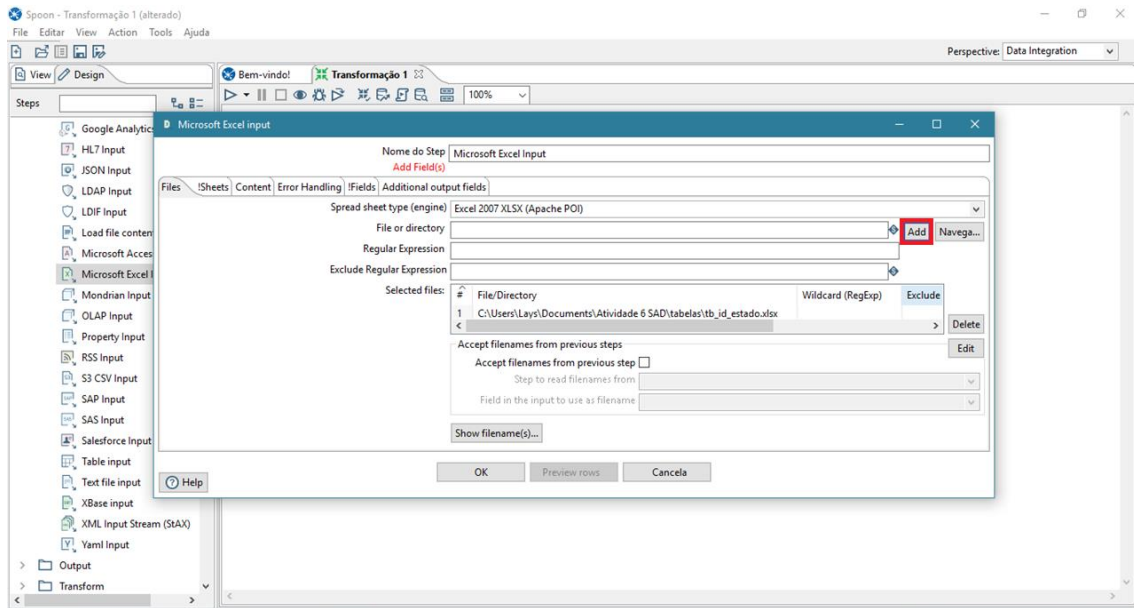 Spoon - Transformação 1 (alterado)
File Editar View Action Tools Ajuda
Perspective: Data Integration
View Design
Bem-vindo! Transformação 1
Steps
100%
Google Analytic
HL7 Input
JSON Input
LDAP Input
LDIF Input
Load file conten
Microsoft Acces
Microsoft Excel I
Mondrian Input
OLAP Input
Property Input
RSS Input
S3 CSV Input
SAP Input
SAS Input
Salesforce Input
Table input
Text file input
XBase input
XML Input Stream (StAX)
Yaml Input
Output
Transform
Microsoft Excel input
Nome do Step Microsoft Excel Input
Add Field(s)
Files !Sheets Content Error Handling !Fields Additional output fields
Spread sheet type (engine) Excel 2007 XLSX (Apache POI)
File or directory Add Navega...
Regular Expression
Exclude Regular Expression
Selected files: # File/Directory Wildcard (RegExp) Exclude
1 C:\Users\Lays\Documents\Atividade 6 SAD\tabelas\tb_id_estado.xlsx
Delete
Accept filenames from previous steps
Edit
Accept filenames from previous step
Step to read filenames from
Field in the input to use as filename
Show filename(s)...
Help OK Preview rows Cancela